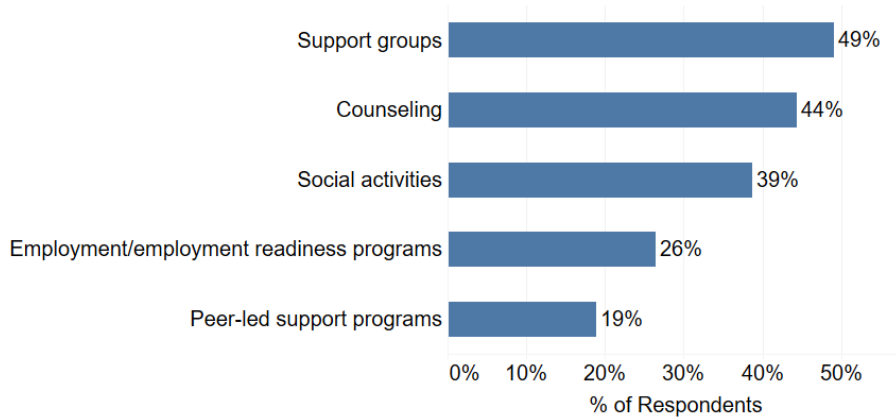 Support groups 49%
Counseling 44%
Social activities 39%
Employment/employment readiness programs 26%
Peer-led support programs 19%
0% 10% 20% 30% 40% 50%
% of Respondents